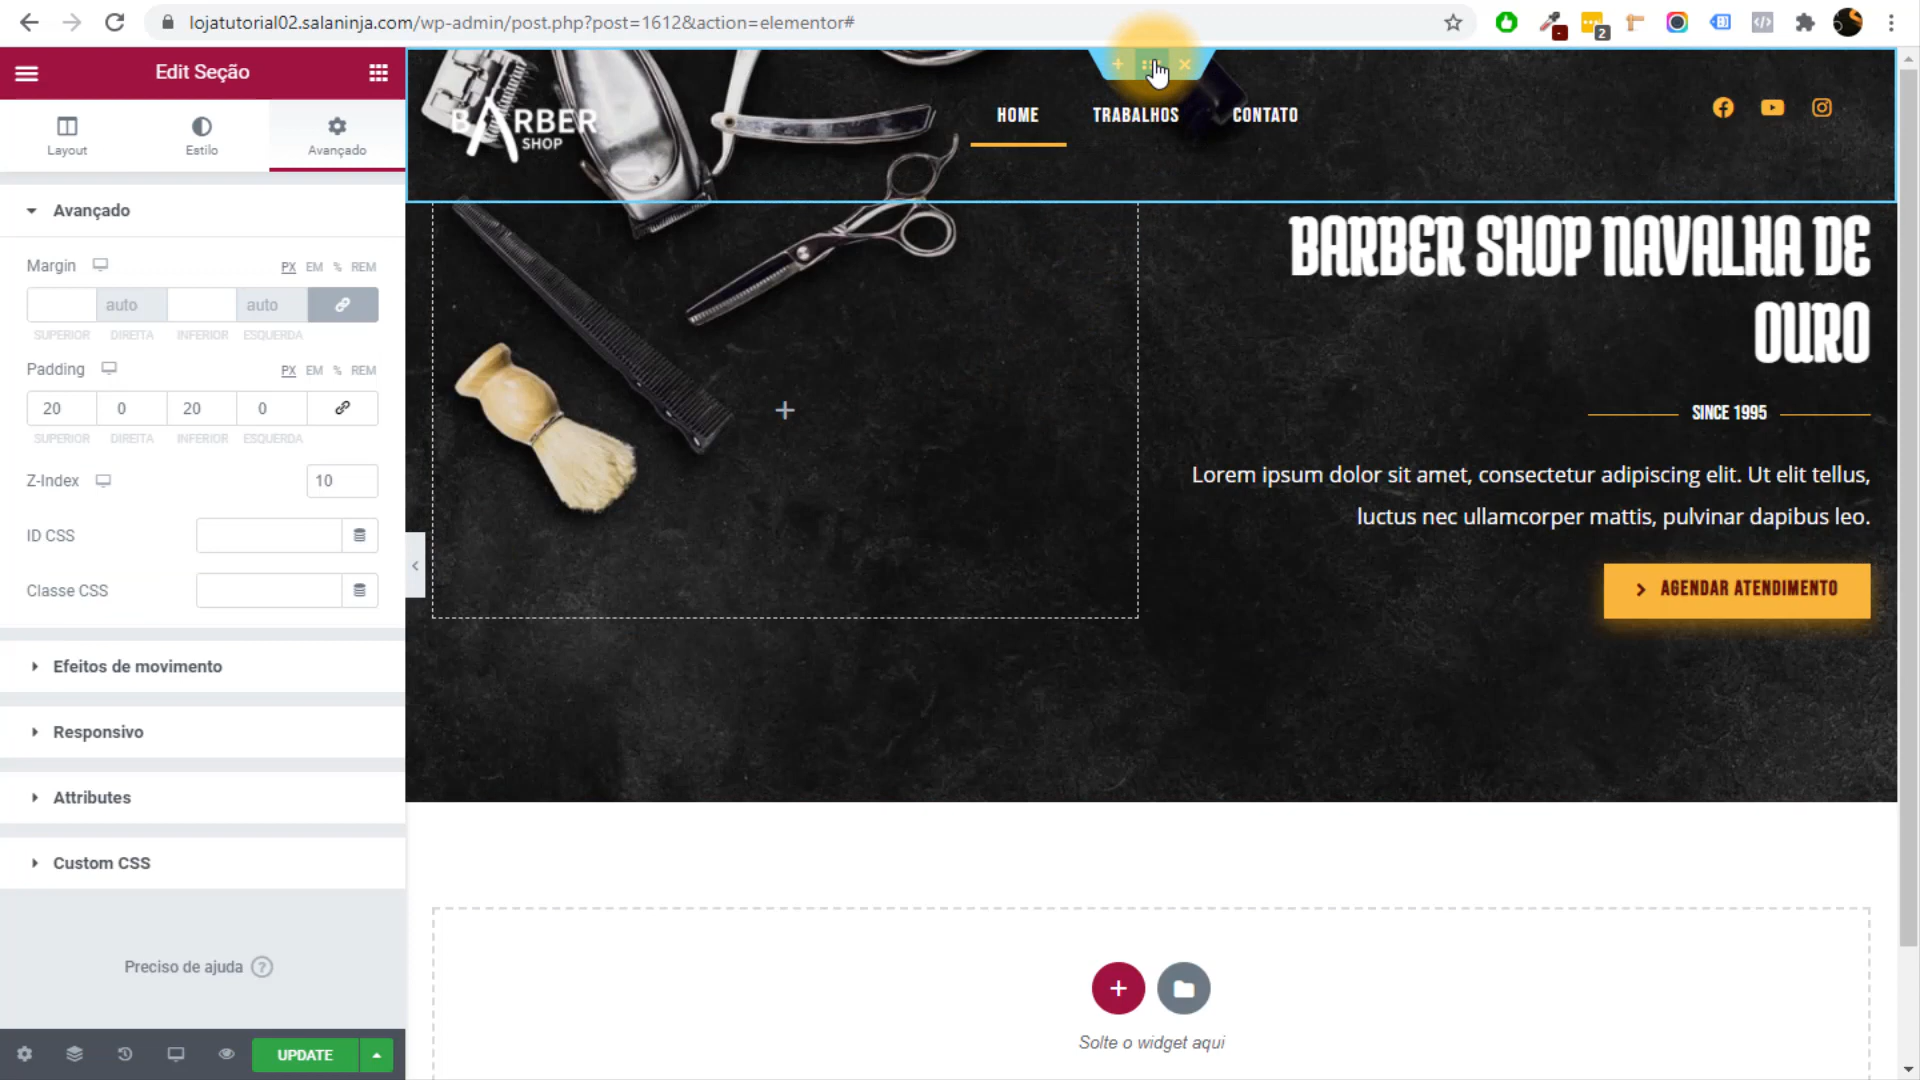 lojatutorial02.salaninja.com/wp-admin/post.php?post=1612&action=elementor#
2
Edit Seção
Layout
Estilo
Avançado
Avançado
Margin
PX EM % REM
auto auto
SUPERIOR DIREITA INFERIOR ESQUERDA
Padding
PX EM % REM
20 0 20 0
SUPERIOR DIREITA INFERIOR ESQUERDA
Z-Index
10
ID CSS
Classe CSS
Efeitos de movimento
Responsivo
Attributes
Custom CSS
Preciso de ajuda ?
UPDATE
BARBER
SHOP
HOME
TRABALHOS
CONTATO
BARBER SHOP NAVALHA DE
OURO
SINCE 1995
Lorem ipsum dolor sit amet, consectetur adipiscing elit. Ut elit tellus,
luctus nec ullamcorper mattis, pulvinar dapibus leo.
AGENDAR ATENDIMENTO
Solte o widget aqui